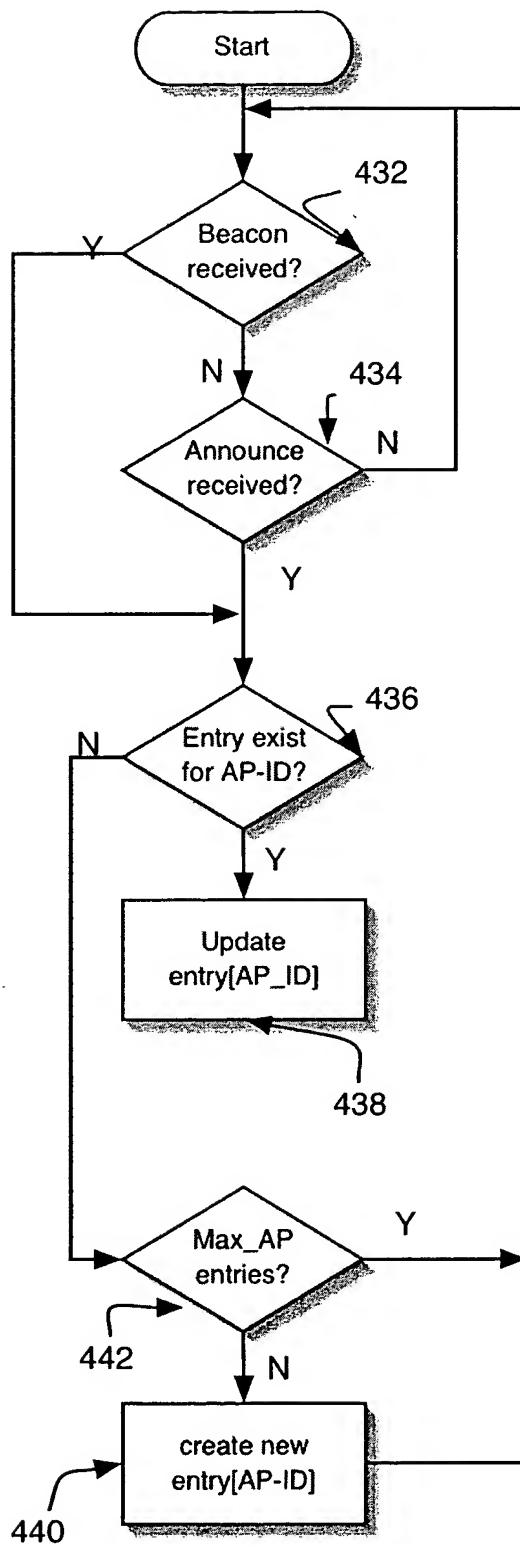 Start
432
Y
Beacon
received?
N
434
Announce
received?
N
Y
436
N
Entry exist
for AP-ID?
Y
Update
entry[AP_ID]
438
Max_AP
entries?
Y
442
N
create new
entry[AP-ID]
440